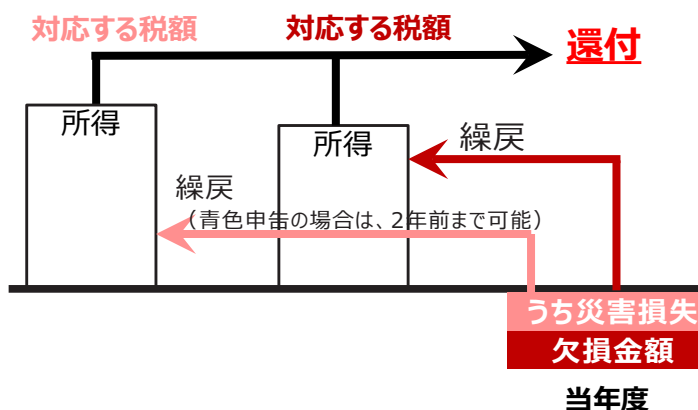 対応する税額
対応する税額
還付
所得
所得
繰戻
繰戻
（青色申告の場合は、2年前まで可能）
うち災害損失
欠損金額
当年度